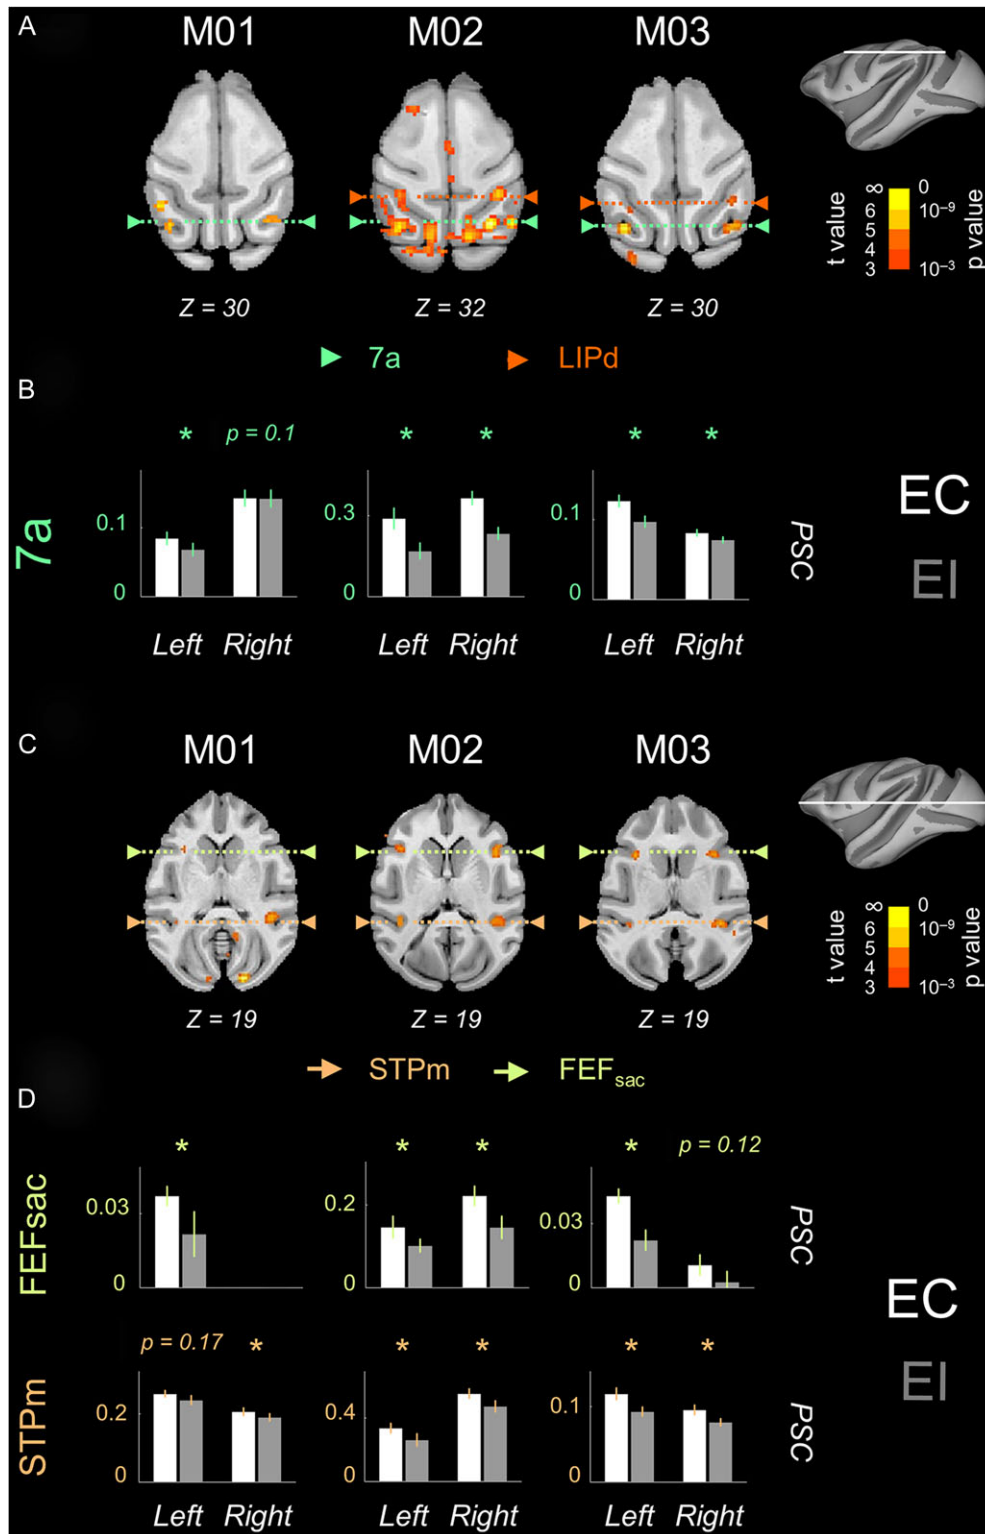 A
M01 M02 M03
t value
∞
6
5
4
3
0
10⁻⁹
10⁻³
p value
Z = 30 Z = 32 Z = 30
7a LIPd
B
7a
* p = 0.1 * * * *
0.1
0
0.3
0
0.1
0
PSC
EC
EI
Left Right Left Right Left Right
C
M01 M02 M03
t value
∞
6
5
4
3
0
10⁻⁹
10⁻³
p value
Z = 19 Z = 19 Z = 19
STPm FEFsac
D
FEFsac
* * * * p = 0.12
0.03
0
0.2
0
0.03
0
PSC
EC
EI
STPm
p = 0.17 * * * * *
0.2
0
0.4
0
0.1
0
PSC
Left Right Left Right Left Right